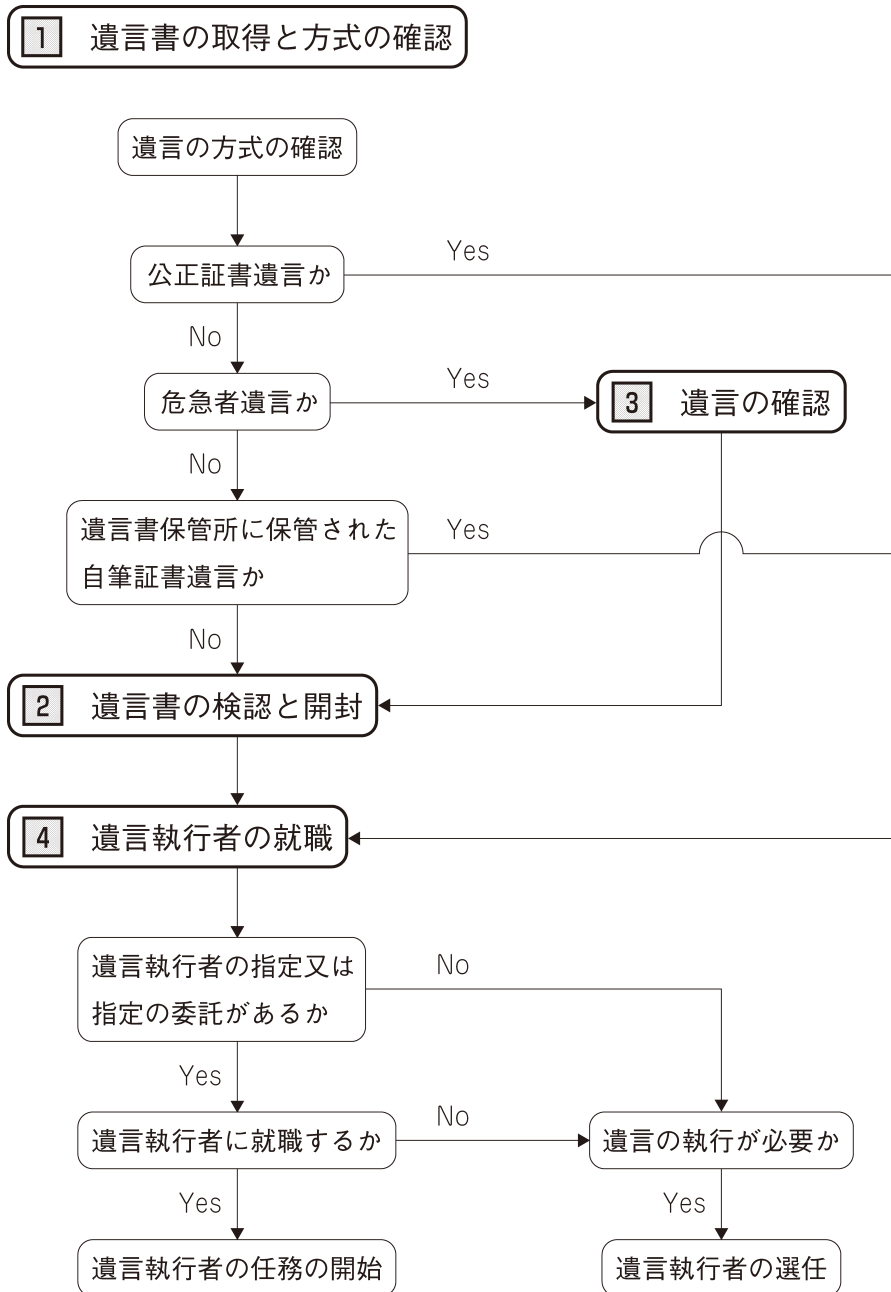 1 遺言書の取得と方式の確認
遺言の方式の確認
Yes
公正証書遺言か
No
Yes
危急者遺言か
3 遺言の確認
No
遺言書保管所に保管された
自筆証書遺言か
Yes
No
2 遺言書の検認と開封
4 遺言執行者の就職
遺言執行者の指定又は
指定の委託があるか
No
Yes
遺言執行者に就職するか
No
遺言の執行が必要か
Yes
Yes
遺言執行者の任務の開始
遺言執行者の選任